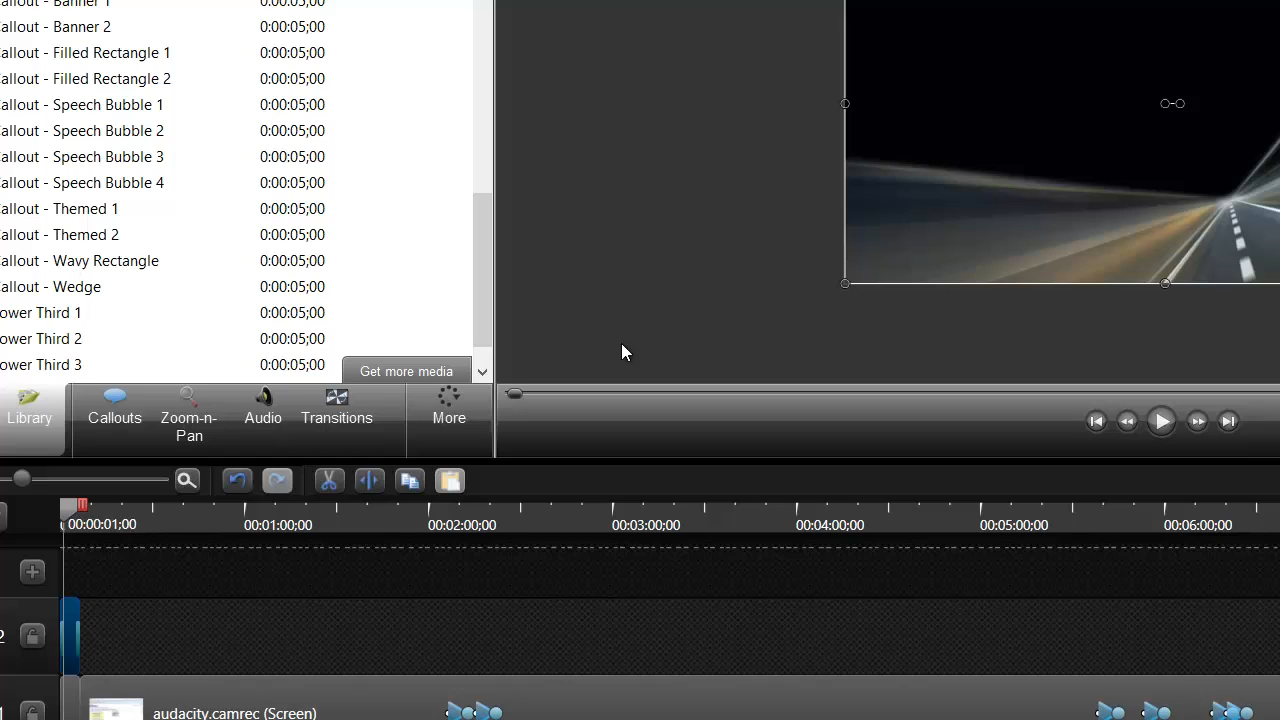 allout - Banner 1
allout - Banner 2 0:00:05;00
allout - Filled Rectangle 1 0:00:05;00
allout - Filled Rectangle 2 0:00:05;00
allout - Speech Bubble 1 0:00:05;00
allout - Speech Bubble 2 0:00:05;00
allout - Speech Bubble 3 0:00:05;00
allout - Speech Bubble 4 0:00:05;00
allout - Themed 1 0:00:05;00
allout - Themed 2 0:00:05;00
allout - Wavy Rectangle 0:00:05;00
allout - Wedge 0:00:05;00
ower Third 1 0:00:05;00
ower Third 2 0:00:05;00
ower Third 3 0:00:05;00
Get more media
Library Callouts Zoom-n- Audio Transitions More
Pan
00:00:01;00 00:01:00;00 00:02:00;00 00:03:00;00 00:04:00;00 00:05:00;00 00:06:00;00
2
audacity.camrec (Screen)